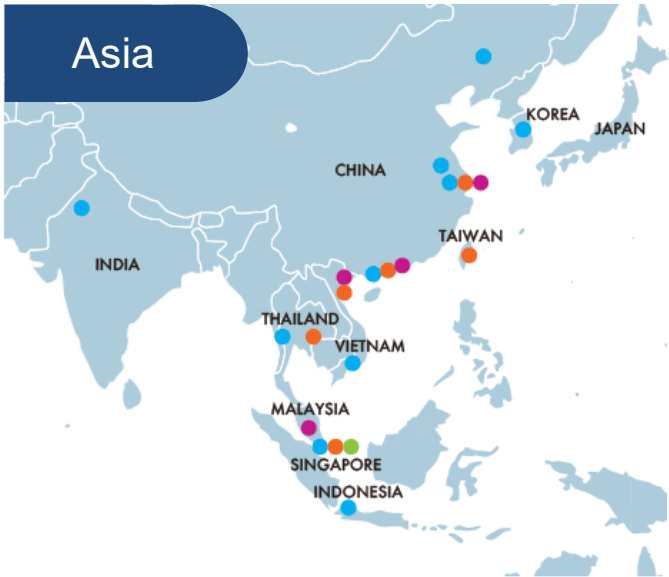 Asia
KOREA
JAPAN
CHINA
TAIWAN
INDIA
THAILAND
VIETNAM
MALAYSIA
SINGAPORE
INDONESIA